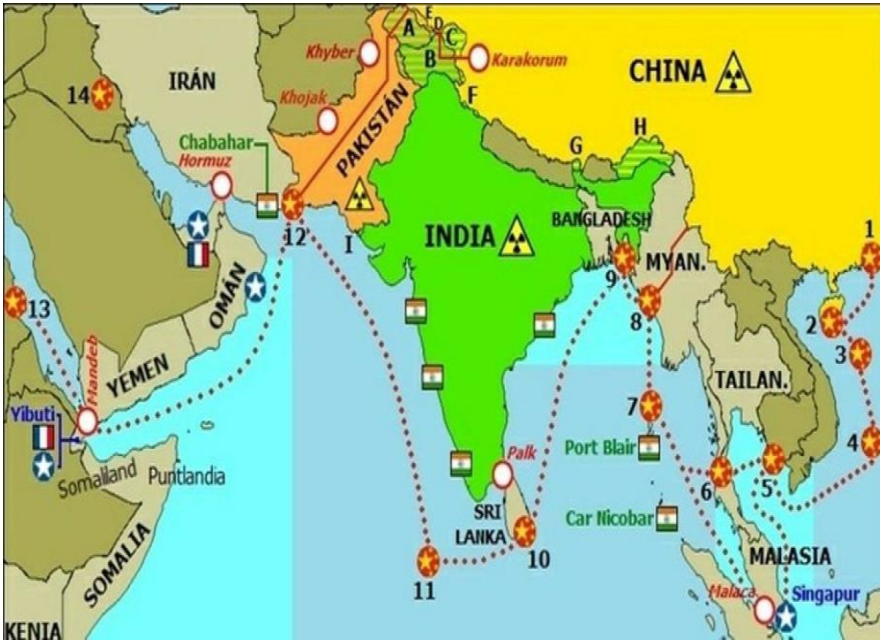 E
D
A
C
B
Khyber
Karakorum
IRÁN
CHINA
14
Khojak
F
PAKISTÁN
Chabahar
Hormuz
H
G
12
I
INDIA
BANGLADESH
MYAN.
1
9
13
OMÁN
8
2
3
YEMEN
Mandeb
TAILAN.
7
Yibuti
Port Blair
4
Somaliland
Puntlandia
Palk
6
5
SRI
LANKA
Car Nicobar
10
SOMALIA
11
MALASIA
Malaca
Singapur
KENIA